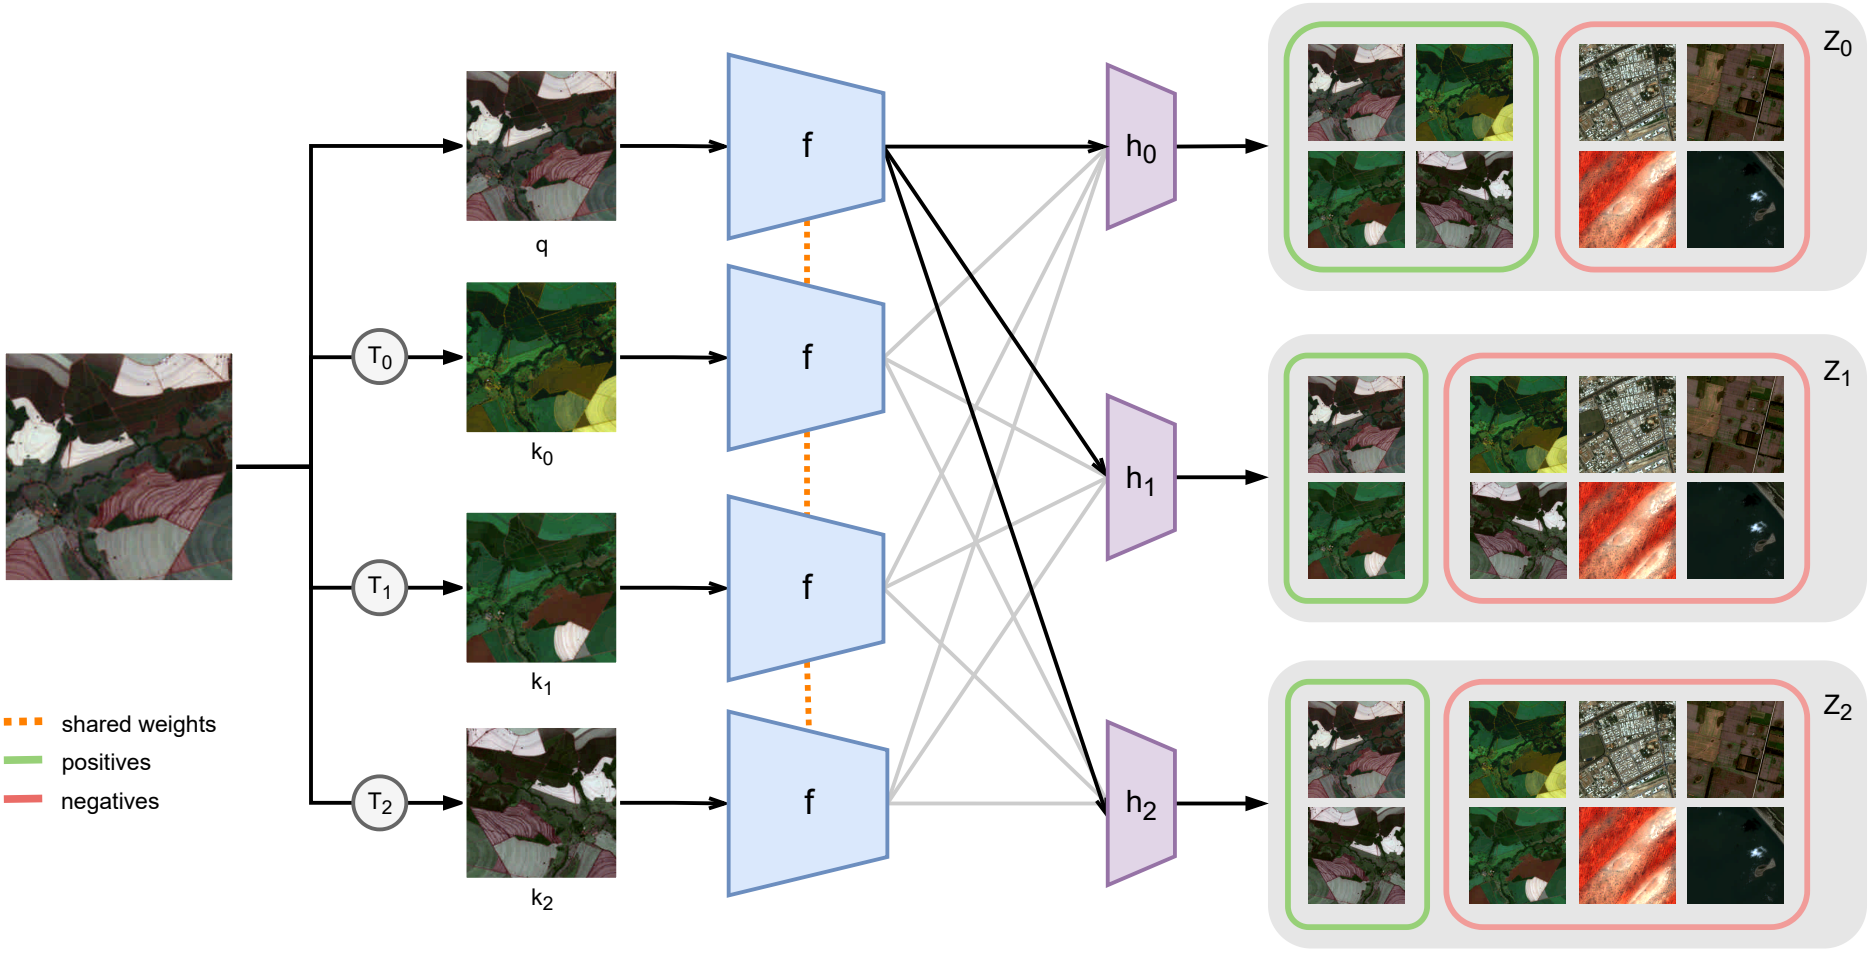 q
f
h₀
Z₀
T₀
k₀
f
T₁
k₁
f
h₁
Z₁
T₂
k₂
f
h₂
Z₂
shared weights
positives
negatives